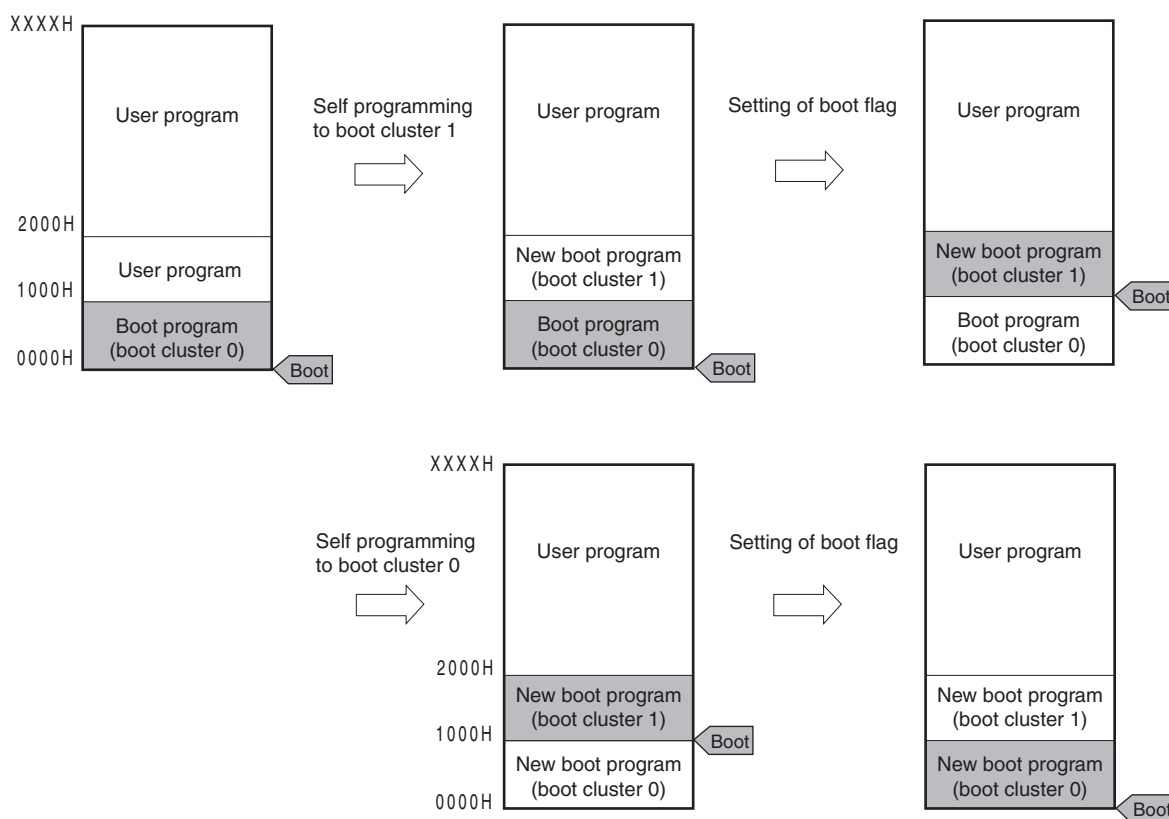 XXXXH
User program
2000H
User program
1000H
Boot program
(boot cluster 0)
0000H
Boot
Self programming
to boot cluster 1
User program
New boot program
(boot cluster 1)
Boot program
(boot cluster 0)
Boot
Setting of boot flag
User program
New boot program
(boot cluster 1)
Boot
Boot program
(boot cluster 0)
Self programming
to boot cluster 0
XXXXH
User program
2000H
New boot program
(boot cluster 1)
1000H
Boot
New boot program
(boot cluster 0)
0000H
Setting of boot flag
User program
New boot program
(boot cluster 1)
New boot program
(boot cluster 0)
Boot